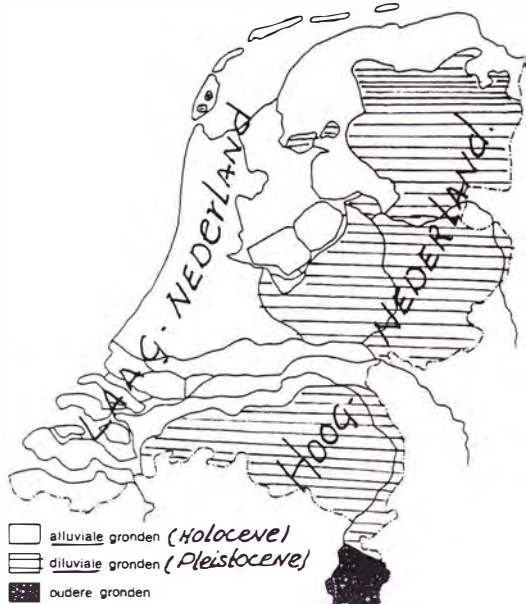 LAAG-NEDERLAND
HOOG-NEDERLAND.
alluviale gronden (HOLOCENE)
diluviale gronden (Pleistocene)
oudere gronden